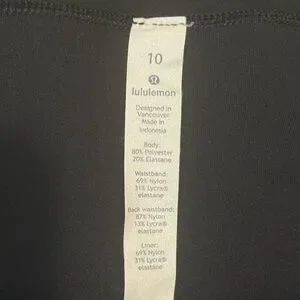 10
lululemon
Designed in
Vancouver
Made in
Indonesia
Body:
80% Polyester
20% Elastane
Waistband:
69% Nylon
31% Lycra®
elastane
Back waistband:
87% Nylon
13% Lycra®
elastane
Liner:
69% Nylon
31% Lycra®
elastane